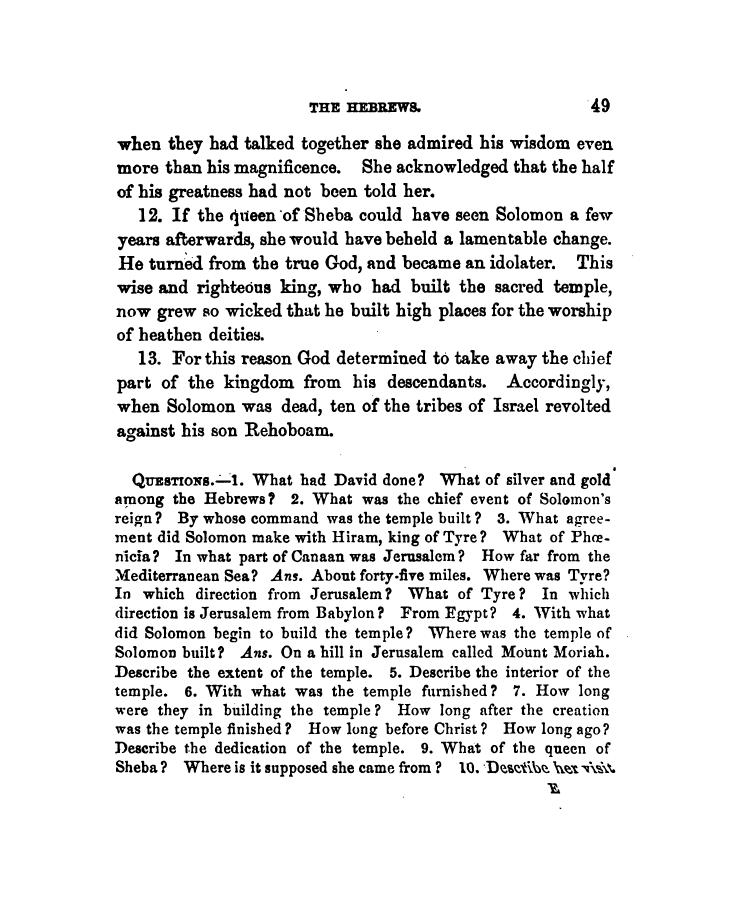 THE HEBREWS. 49
when they had talked together she admired his wisdom even
more than his magnificence. She acknowledged that the half
of his greatness had not been told her.
12. If the queen of Sheba could have seen Solomon a few
years afterwards, she would have beheld a lamentable change.
He turned from the true God, and became an idolater. This
wise and righteous king, who had built the sacred temple,
now grew so wicked that he built high places for the worship
of heathen deities.
13. For this reason God determined to take away the chief
part of the kingdom from his descendants. Accordingly,
when Solomon was dead, ten of the tribes of Israel revolted
against his son Rehoboam.
QUESTIONS.—1. What had David done? What of silver and gold
among the Hebrews? 2. What was the chief event of Solomon's
reign? By whose command was the temple built? 3. What agree-
ment did Solomon make with Hiram, king of Tyre? What of Phœ-
nicia? In what part of Canaan was Jerusalem? How far from the
Mediterranean Sea? Ans. About forty-five miles. Where was Tyre?
In which direction from Jerusalem? What of Tyre? In which
direction is Jerusalem from Babylon? From Egypt? 4. With what
did Solomon begin to build the temple? Where was the temple of
Solomon built? Ans. On a hill in Jerusalem called Mount Moriah.
Describe the extent of the temple. 5. Describe the interior of the
temple. 6. With what was the temple furnished? 7. How long
were they in building the temple? How long after the creation
was the temple finished? How long before Christ? How long ago?
Describe the dedication of the temple. 9. What of the queen of
Sheba? Where is it supposed she came from? 10. Describe her visit.
E